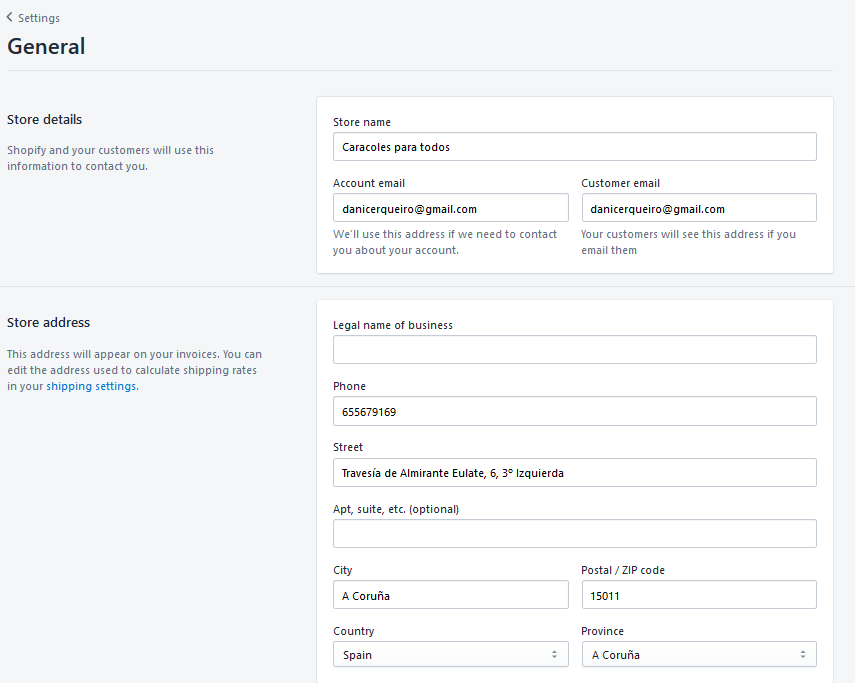 Settings
General
Store details
Shopify and your customers will use this
information to contact you.
Store name
Caracoles para todos
Account email
Customer email
danicerqueiro@gmail.com
danicerqueiro@gmail.com
We'll use this address if we need to contact
you about your account.
Your customers will see this address if you
email them
Store address
This address will appear on your invoices. You can
edit the address used to calculate shipping rates
in your shipping settings.
Legal name of business
Phone
655679169
Street
Travesía de Almirante Eulate, 6, 3º Izquierda
Apt, suite, etc. (optional)
City
Postal / ZIP code
A Coruña
15011
Country
Province
Spain
A Coruña